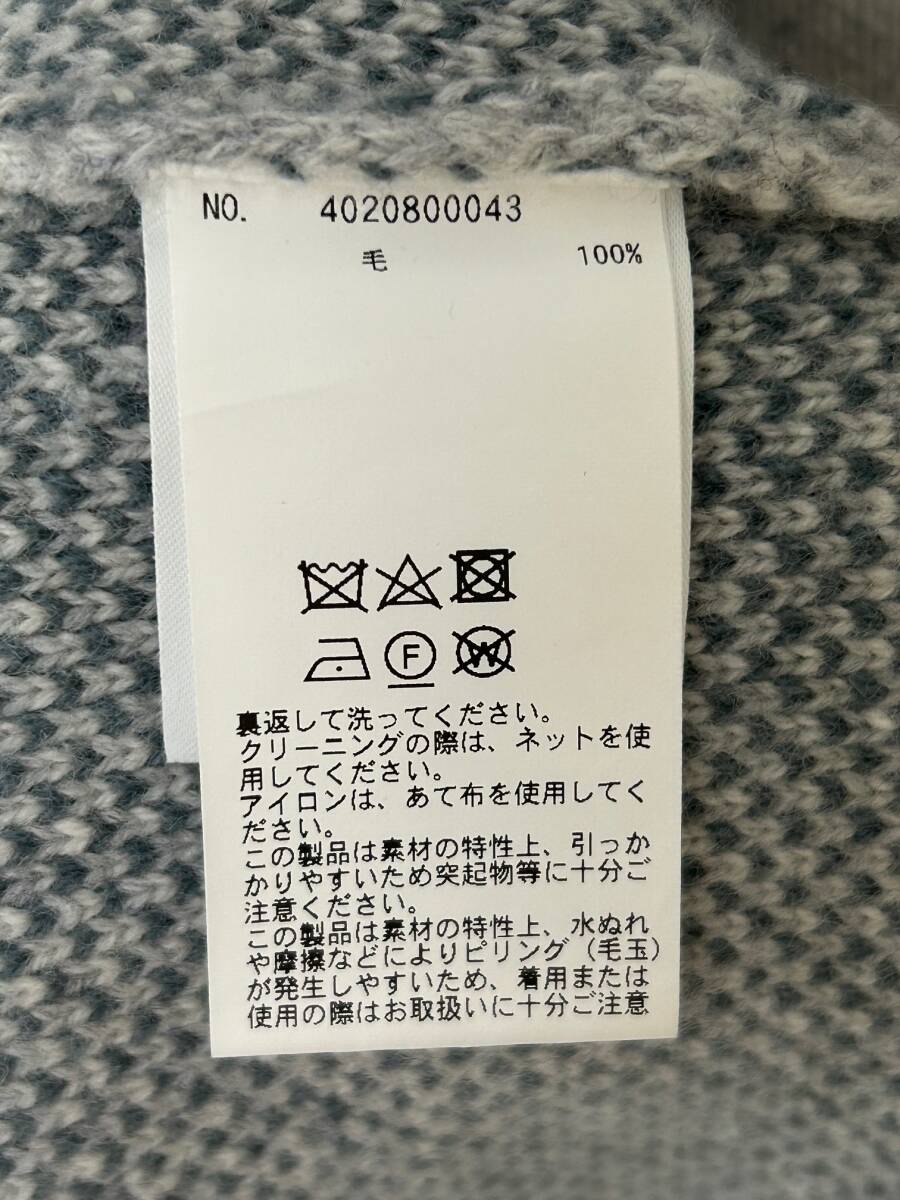 NO. 4020800043
毛 100%
F
W
裏返して洗ってください。
クリーニングの際は、ネットを使
用してください。
アイロンは、あて布を使用してく
ださい。
この製品は素材の特性上、引っか
かりやすいため突起物等に十分ご
注意ください。
この製品は素材の特性上、水ぬれ
や摩擦などによりピリング（毛玉）
が発生しやすいため、着用または
使用の際はお取扱いに十分ご注意